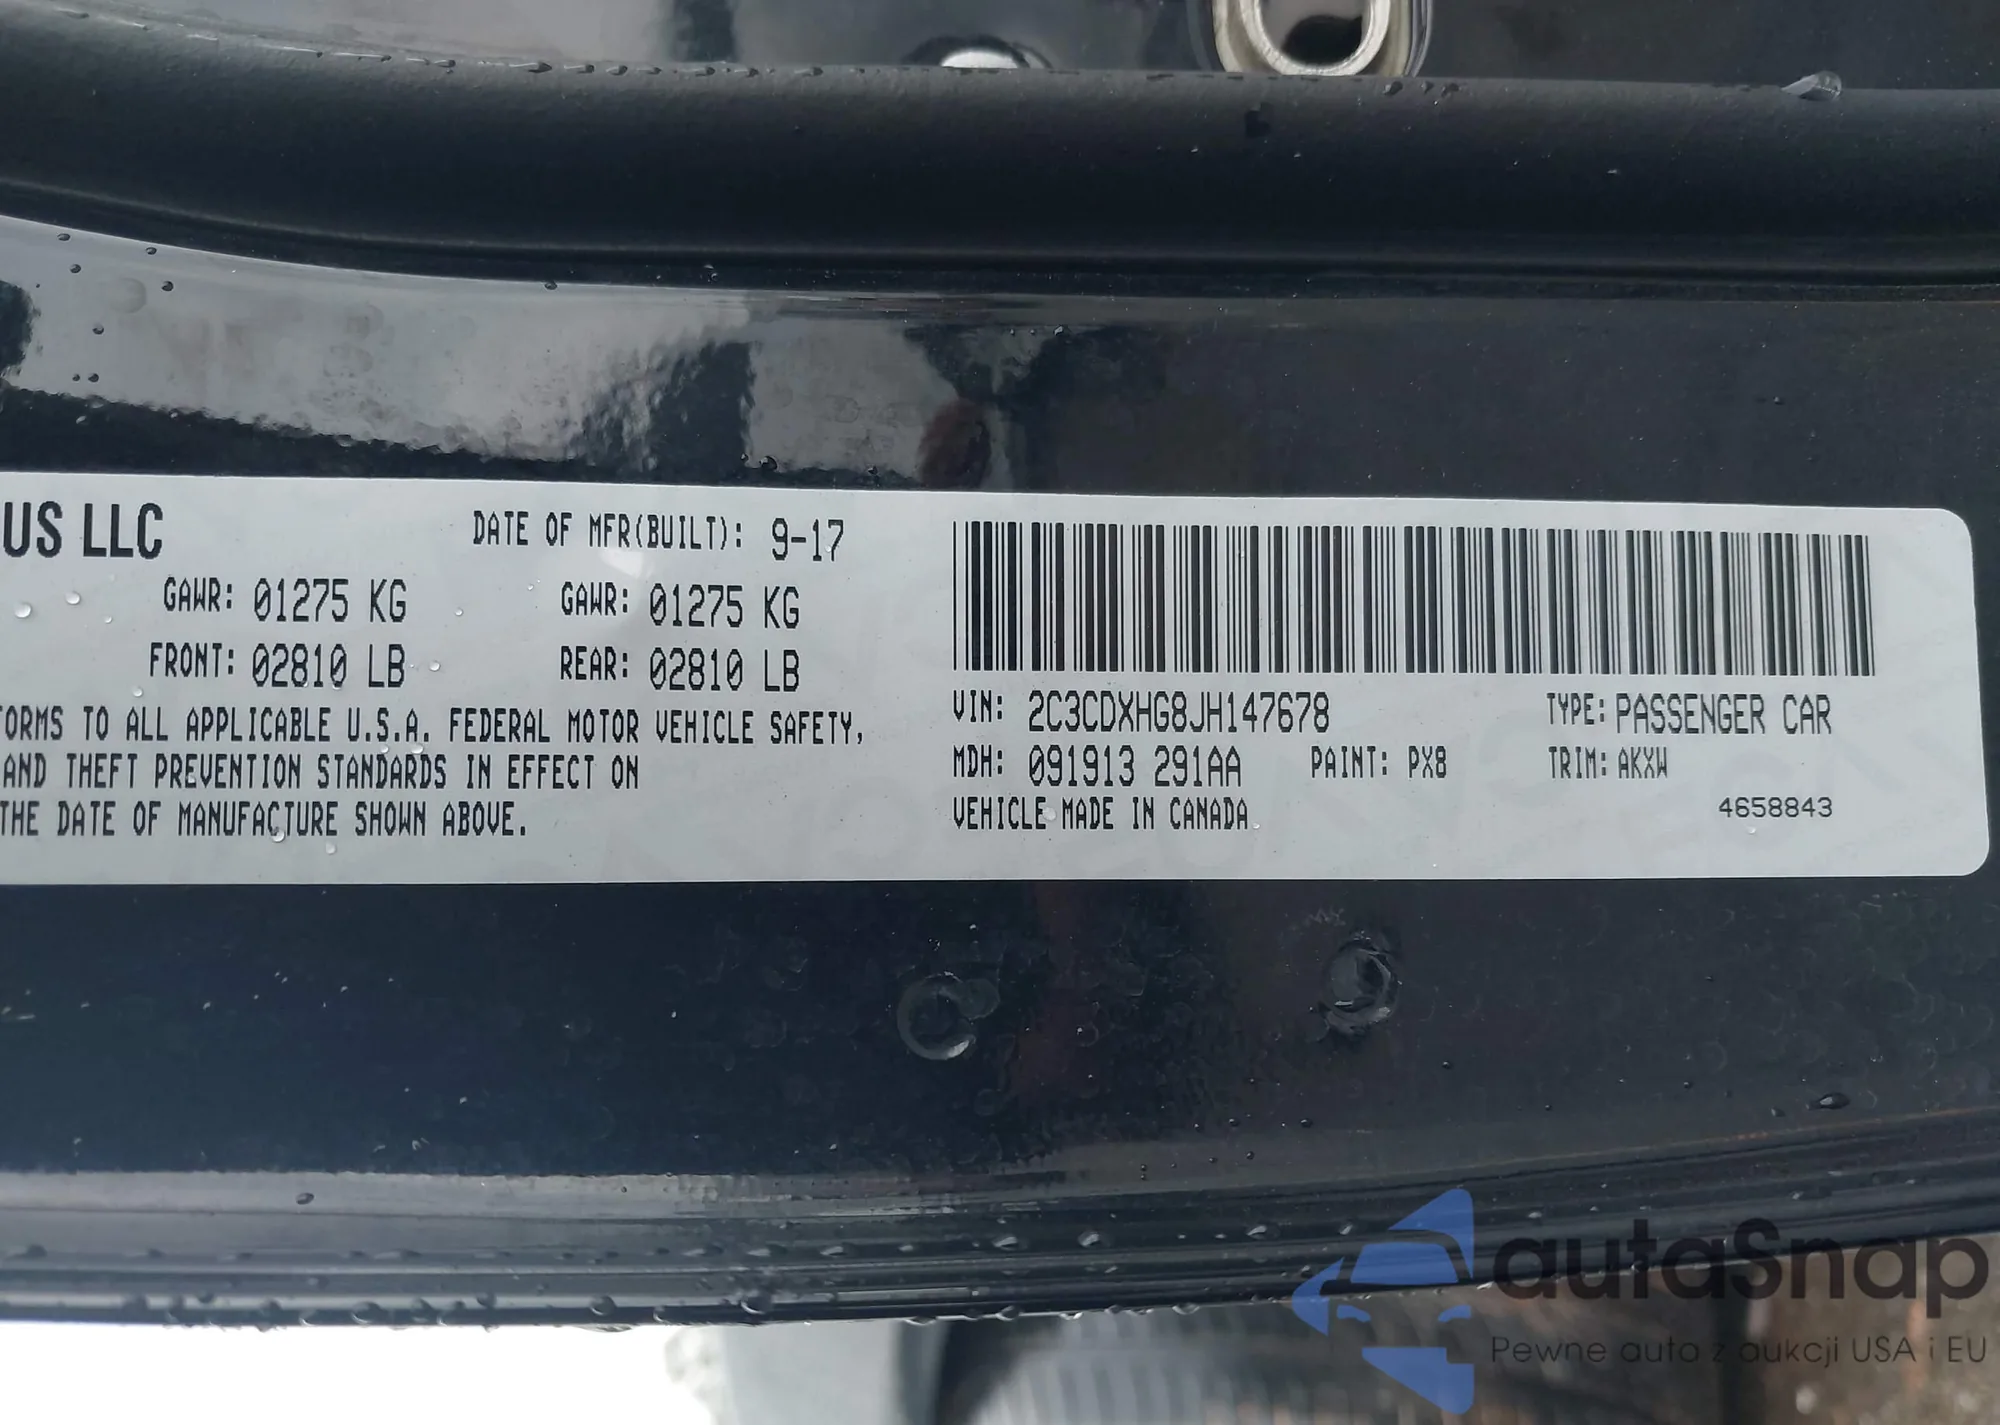 US LLC
DATE OF MFR(BUILT): 9-17
GAWR: 01275 KG GAWR: 01275 KG
FRONT: 02810 LB REAR: 02810 LB
FORMS TO ALL APPLICABLE U.S.A. FEDERAL MOTOR VEHICLE SAFETY,
AND THEFT PREVENTION STANDARDS IN EFFECT ON
THE DATE OF MANUFACTURE SHOWN ABOVE.
VIN: 2C3CDXHG8JH147678 TYPE: PASSENGER CAR
MDH: 091913 291AA PAINT: PX8 TRIM: AKXW
VEHICLE MADE IN CANADA
4658843
autaSnap
Pewne auto z aukcji USA i EU